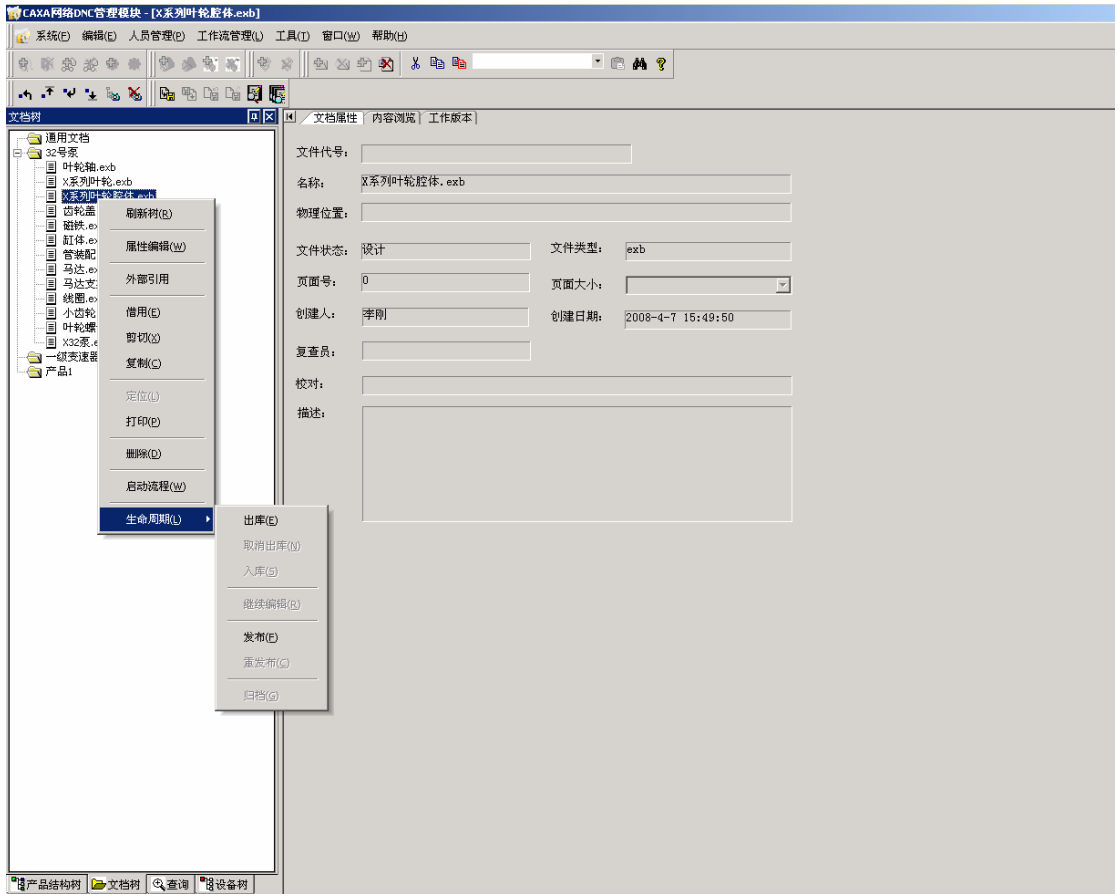 CAXA网络DNC管理模块 - [X系列叶轮腔体.exb]
系统(F) 编辑(E) 人员管理(P) 工作流管理(L) 工具(T) 窗口(W) 帮助(H)
文档树
通用文档
32号泵
叶轮轴.exb
X系列叶轮.exb
X系列叶轮腔体.exb
齿轮盖
磁铁.ex
缸体.ex
管装配
马达.ex
马达支
线圈.ex
小齿轮
叶轮螺
X32泵.e
一级变速器
产品1
刷新树(R)
属性编辑(W)
外部引用
借用(E)
剪切(X)
复制(C)
定位(L)
打印(P)
删除(D)
启动流程(W)
生命周期(L)
出库(E)
取消出库(N)
入库(S)
继续编辑(R)
发布(F)
重发布(C)
归档(G)
文档属性 内容浏览 工作版本
文件代号:
名称: X系列叶轮腔体.exb
物理位置:
文件状态: 设计 文件类型: exb
页面号: 0 页面大小:
创建人: 李刚 创建日期: 2008-4-7 15:49:50
复查员:
校对:
描述:
产品结构树 文档树 查询 设备树